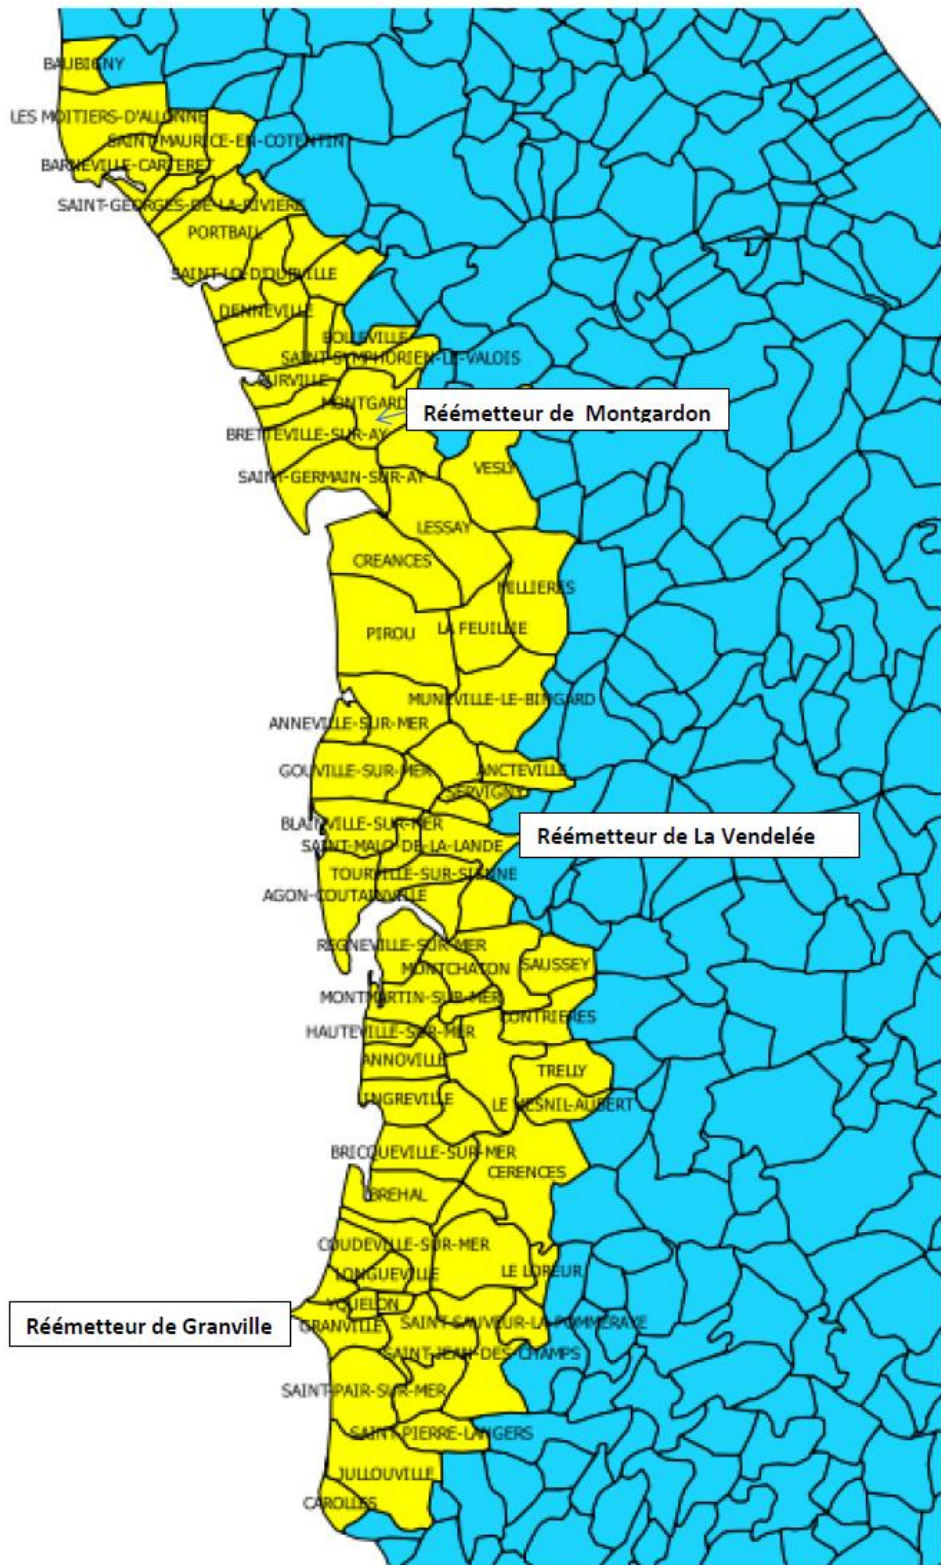 BAUBIGNY
LES MOITIERS-D'ALLONNE
SAINT-MAURICE-EN-COTENTIN
BARNEVILLE-CARTERET
SAINT-GEORGES-DE-LA-RIVIERE
PORTBAIL
SAINT-LO-D'OURVILLE
DENNEVILLE
BOLLEVILLE
SAINT-SYMPHORIEN-LE-VALOIS
SURVILLE
MONTGARD
Réémetteur de Montgardon
BRETTEVILLE-SUR-AY
VESLY
SAINT-GERMAIN-SUR-AY
LESSAY
CREANCES
MILLIERES
LA FEUILLIE
PIROU
MUNEVILLE-LE-BINGARD
ANNEVILLE-SUR-MER
GOUVILLE-SUR-MER
ANCTEVILLE
SERVIGNY
BLAINVILLE-SUR-MER
Réémetteur de La Vendelée
SAINT-MALO-DE-LA-LANDE
TOURVILLE-SUR-SIENNE
AGON-COUTAINVILLE
REGNEVILLE-SUR-MER
SAUSSEY
MONTCHATON
MONTMARTIN-SUR-MER
CONTRIERES
HAUTEVILLE-SUR-MER
ANNOVILLE
TRELLY
LINGREVILLE
LE MESNIL-AUBERT
BRICQUEVILLE-SUR-MER
CERENCES
BREHAL
COUDEVILLE-SUR-MER
LE LOREUR
LONGUEVILLE
YQUELON
SAINT-SAUVEUR-LA-POMMERAYE
GRANVILLE
Réémetteur de Granville
SAINT-JEAN-DES-CHAMPS
SAINT-PAIR-SUR-MER
SAINT-PIERRE-LANGERS
JULLOUVILLE
CAROLLES